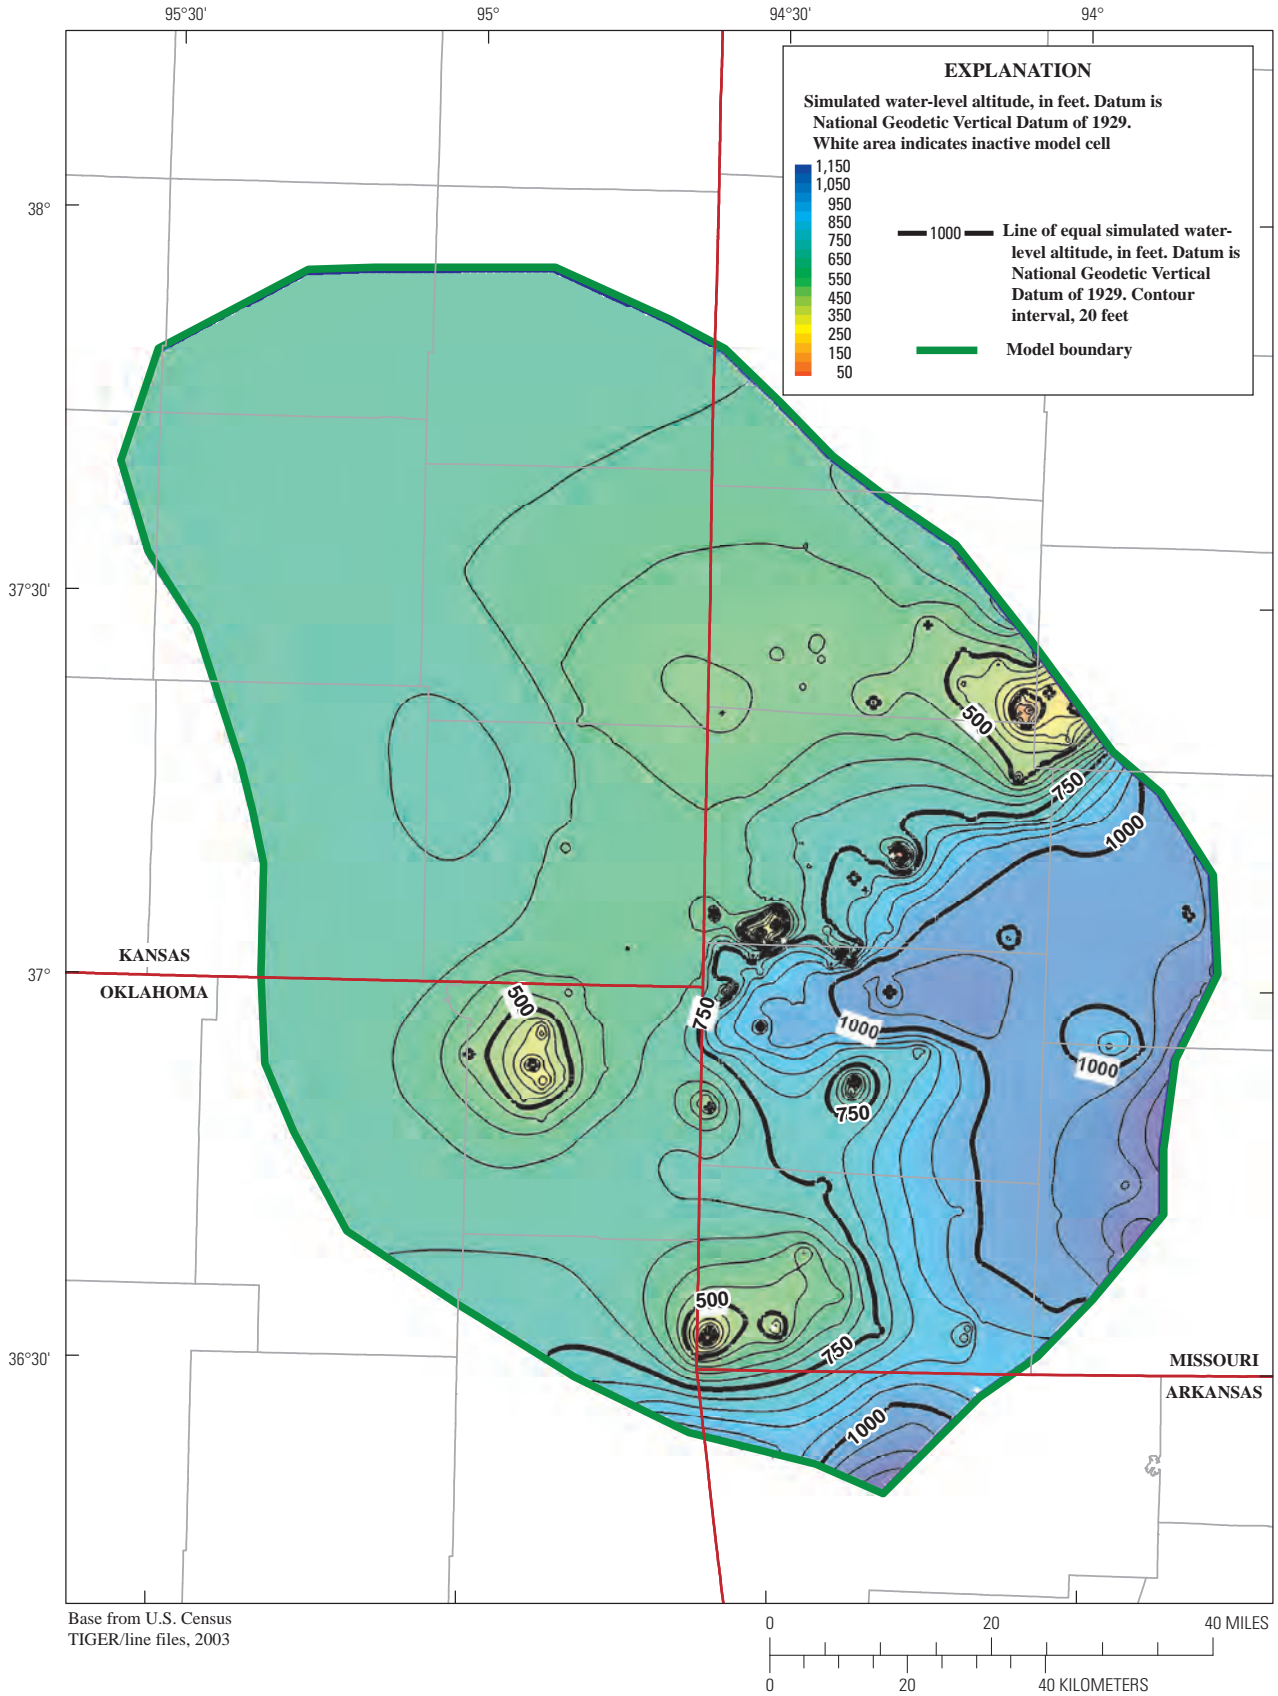 95°30'
95°
94°30'
94°
EXPLANATION
Simulated water-level altitude, in feet. Datum is
National Geodetic Vertical Datum of 1929.
White area indicates inactive model cell
1,150
1,050
950
850
750
650
550
450
350
250
150
50
1000
Line of equal simulated water-
level altitude, in feet. Datum is
National Geodetic Vertical
Datum of 1929. Contour
interval, 20 feet
Model boundary
38°
37°30'
37°
36°30'
500
750
1000
KANSAS
OKLAHOMA
500
750
1000
1000
750
500
750
1000
MISSOURI
ARKANSAS
Base from U.S. Census
TIGER/line files, 2003
0
20
40 MILES
0
20
40 KILOMETERS